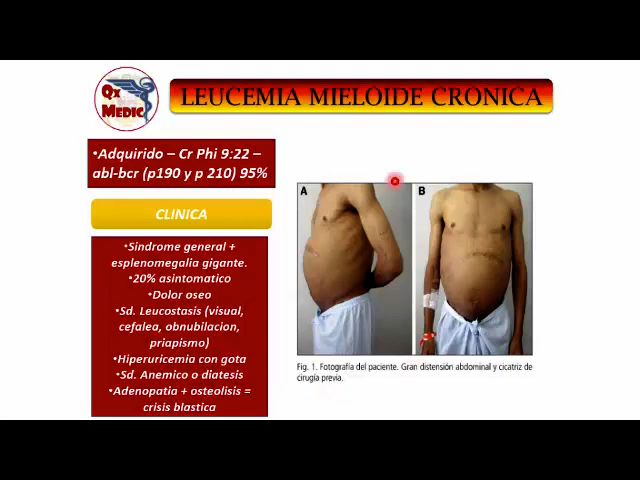 Qx
MEDIC
LEUCEMIA MIELOIDE CRONICA
•Adquirido – Cr Phi 9:22 –
abl-bcr (p190 y p 210) 95%
CLINICA
•Sindrome general +
esplenomegalia gigante.
•20% asintomatico
•Dolor oseo
•Sd. Leucostasis (visual,
cefalea, obnubilacion,
priapismo)
•Hiperuricemia con gota
•Sd. Anemico o diatesis
•Adenopatia + osteolisis =
crisis blastica
A
B
Fig. 1. Fotografía del paciente. Gran distensión abdominal y cicatriz de
cirugía previa.